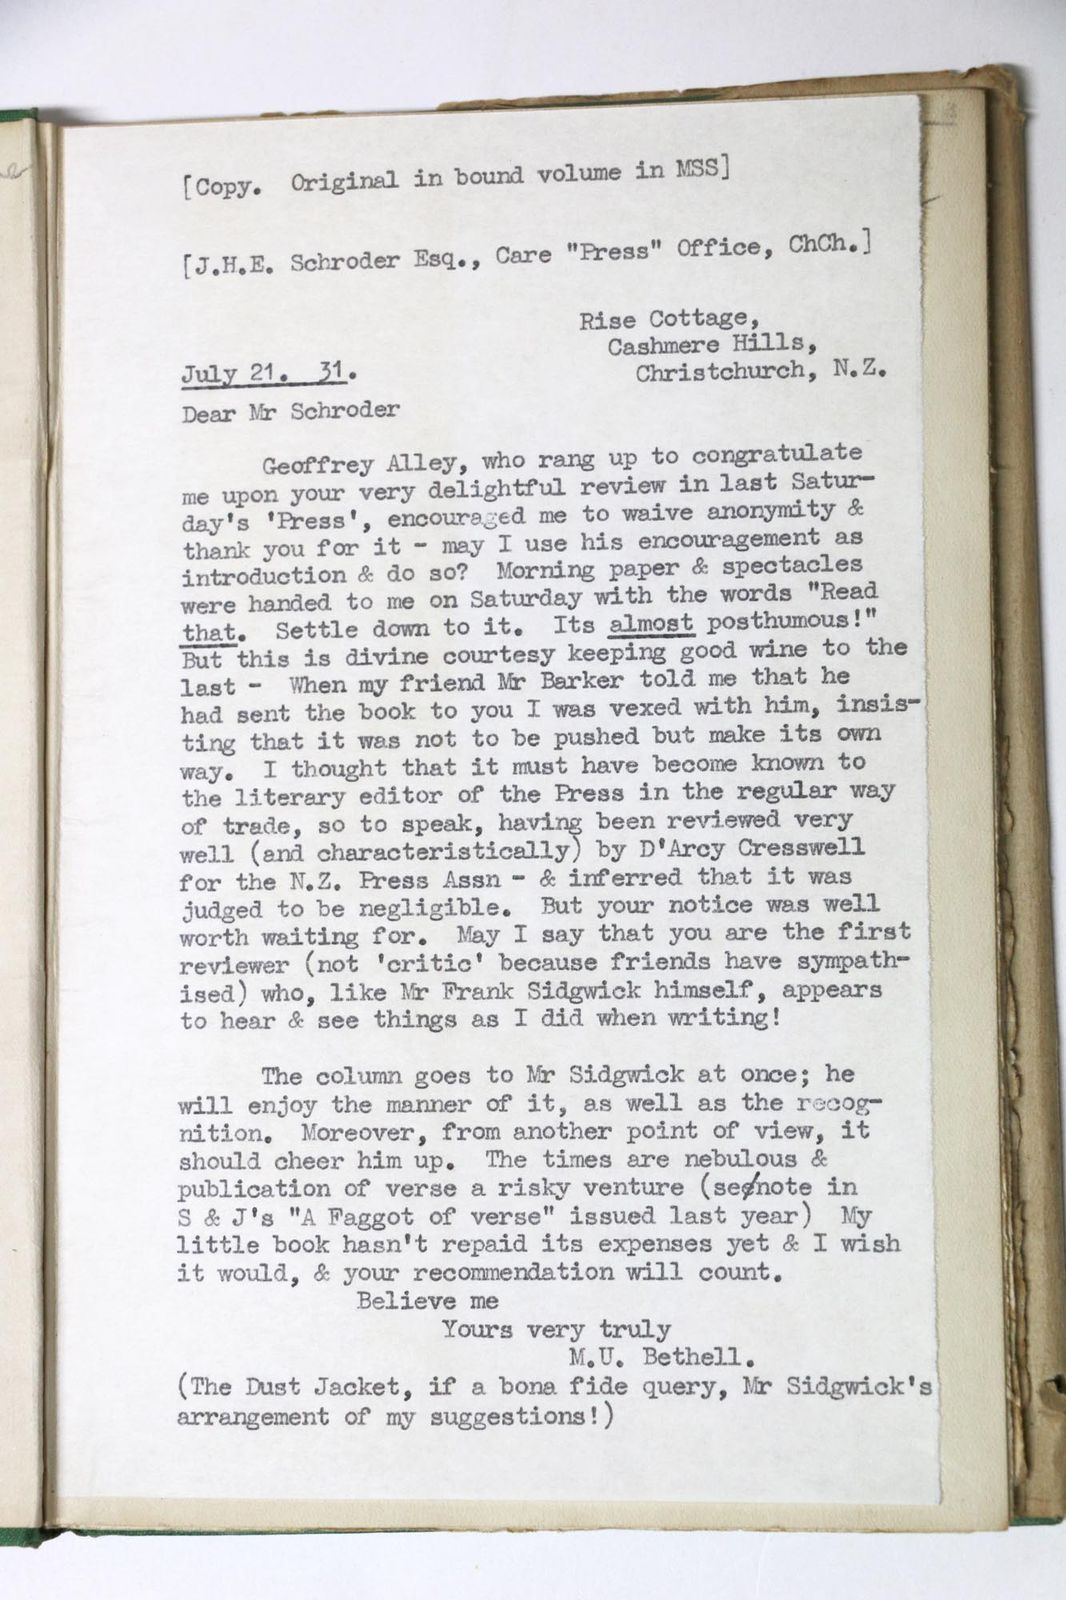 [Copy. Original in bound volume in MSS]
[J.H.E. Schroder Esq., Care "Press" Office, ChCh.]
Rise Cottage,
Cashmere Hills,
July 21. 31. Christchurch, N.Z.
Dear Mr Schroder
Geoffrey Alley, who rang up to congratulate
me upon your very delightful review in last Satur-
day's 'Press', encouraged me to waive anonymity &
thank you for it - may I use his encouragement as
introduction & do so? Morning paper & spectacles
were handed to me on Saturday with the words "Read
that. Settle down to it. Its almost posthumous!"
But this is divine courtesy keeping good wine to the
last - When my friend Mr Barker told me that he
had sent the book to you I was vexed with him, insis-
ting that it was not to be pushed but make its own
way. I thought that it must have become known to
the literary editor of the Press in the regular way
of trade, so to speak, having been reviewed very
well (and characteristically) by D'Arcy Cresswell
for the N.Z. Press Assn - & inferred that it was
judged to be negligible. But your notice was well
worth waiting for. May I say that you are the first
reviewer (not 'critic' because friends have sympath-
ised) who, like Mr Frank Sidgwick himself, appears
to hear & see things as I did when writing!
The column goes to Mr Sidgwick at once; he
will enjoy the manner of it, as well as the recog-
nition. Moreover, from another point of view, it
should cheer him up. The times are nebulous &
publication of verse a risky venture (see/note in
S & J's "A Faggot of verse" issued last year) My
little book hasn't repaid its expenses yet & I wish
it would, & your recommendation will count.
Believe me
Yours very truly
M.U. Bethell.
(The Dust Jacket, if a bona fide query, Mr Sidgwick's
arrangement of my suggestions!)